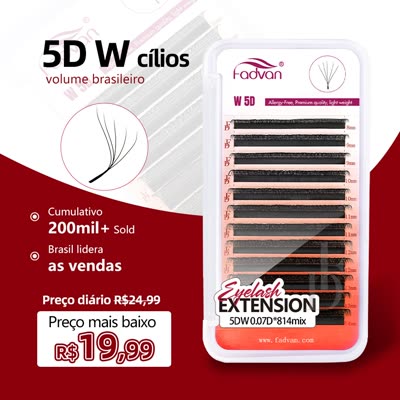 5D W cílios
volume brasileiro
Cumulativo
200mil+ Sold
Brasil lidera
as vendas
Preço diário R$24,99
Preço mais baixo
R$19,99
Fadvan
W 5D
Allergy-Free, Premium quality, light weight
Eyelash
EXTENSION
5DW 0.07D*814mix
www.fadvan.com